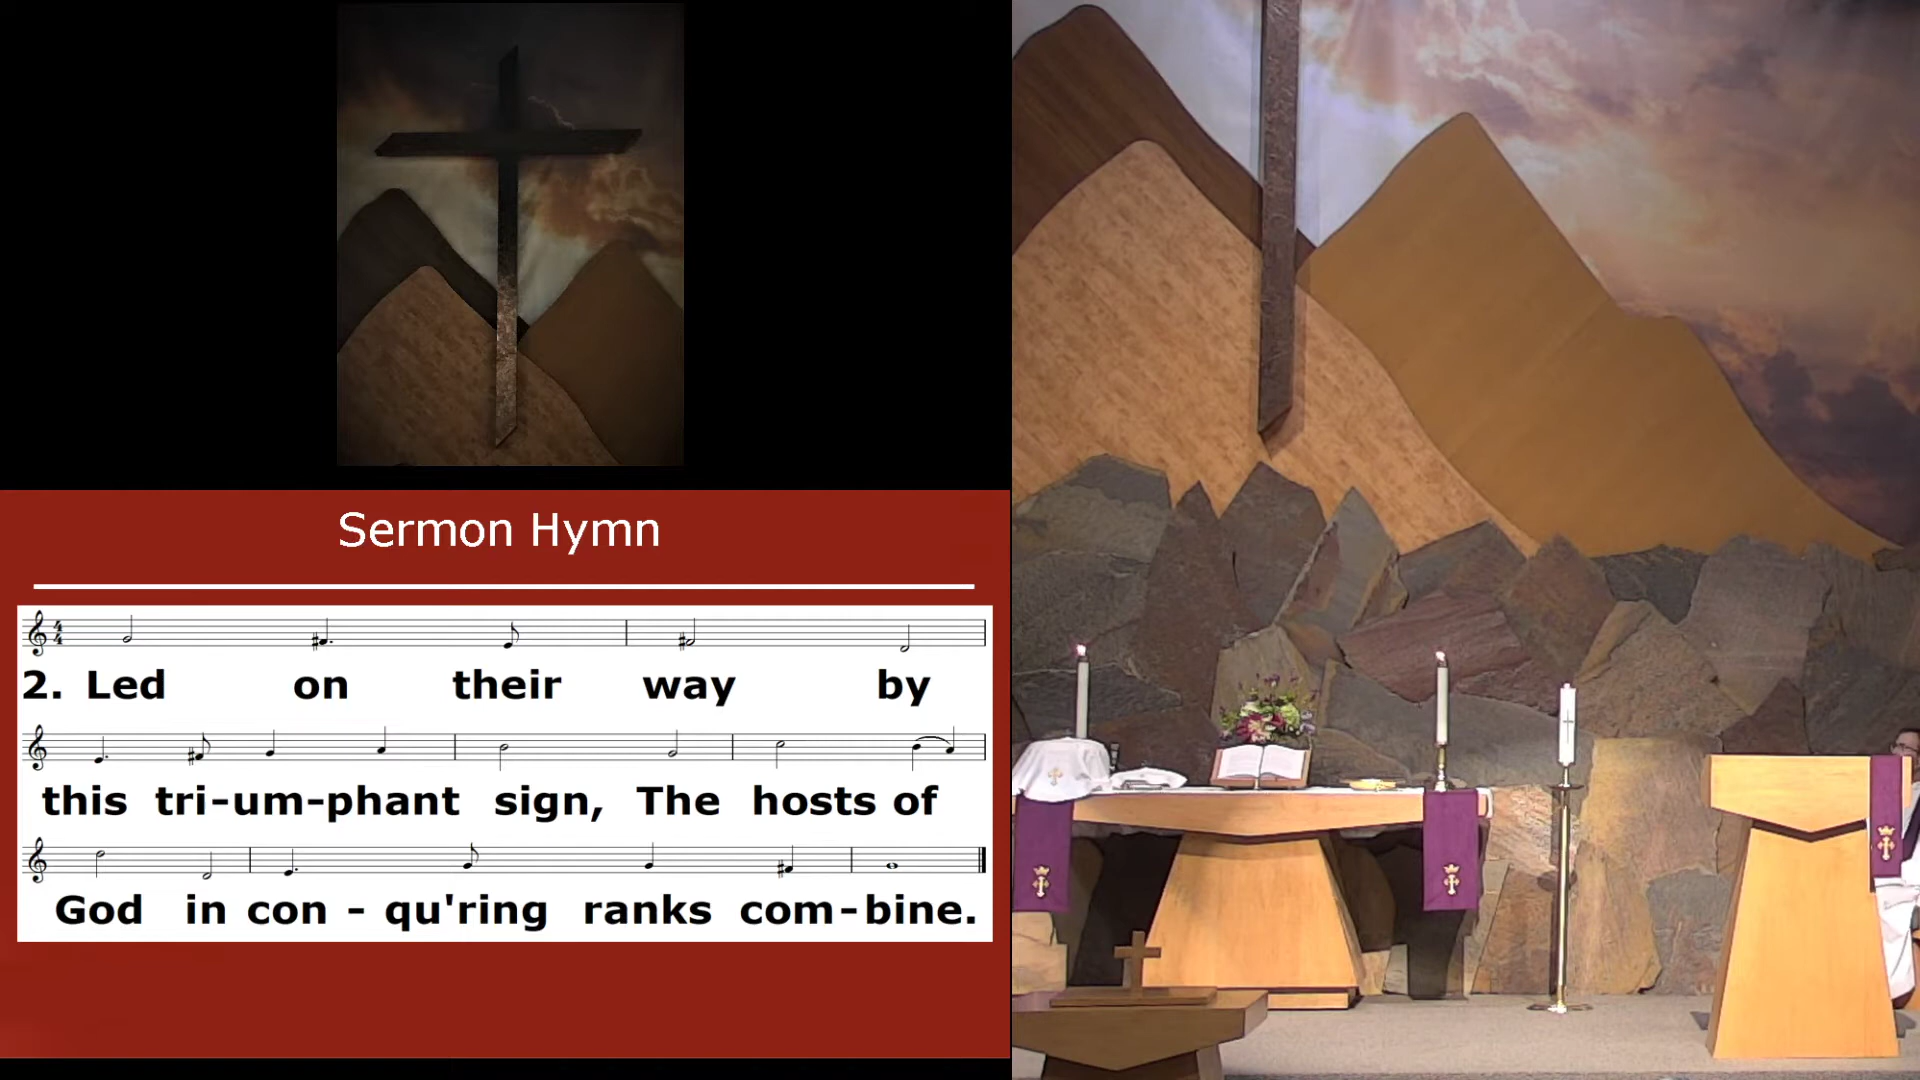 Sermon Hymn
2. Led on their way by
this tri-um-phant sign, The hosts of
God in con - qu'ring ranks com-bine.